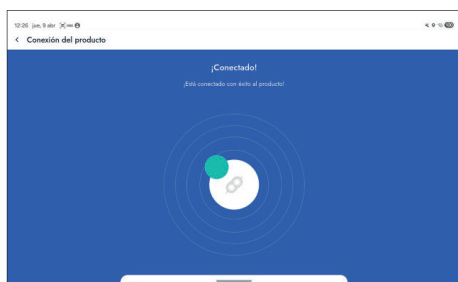 12:26 jue, 9 abr
Conexión del producto
¡Conectado!
¡Está conectado con éxito al producto!